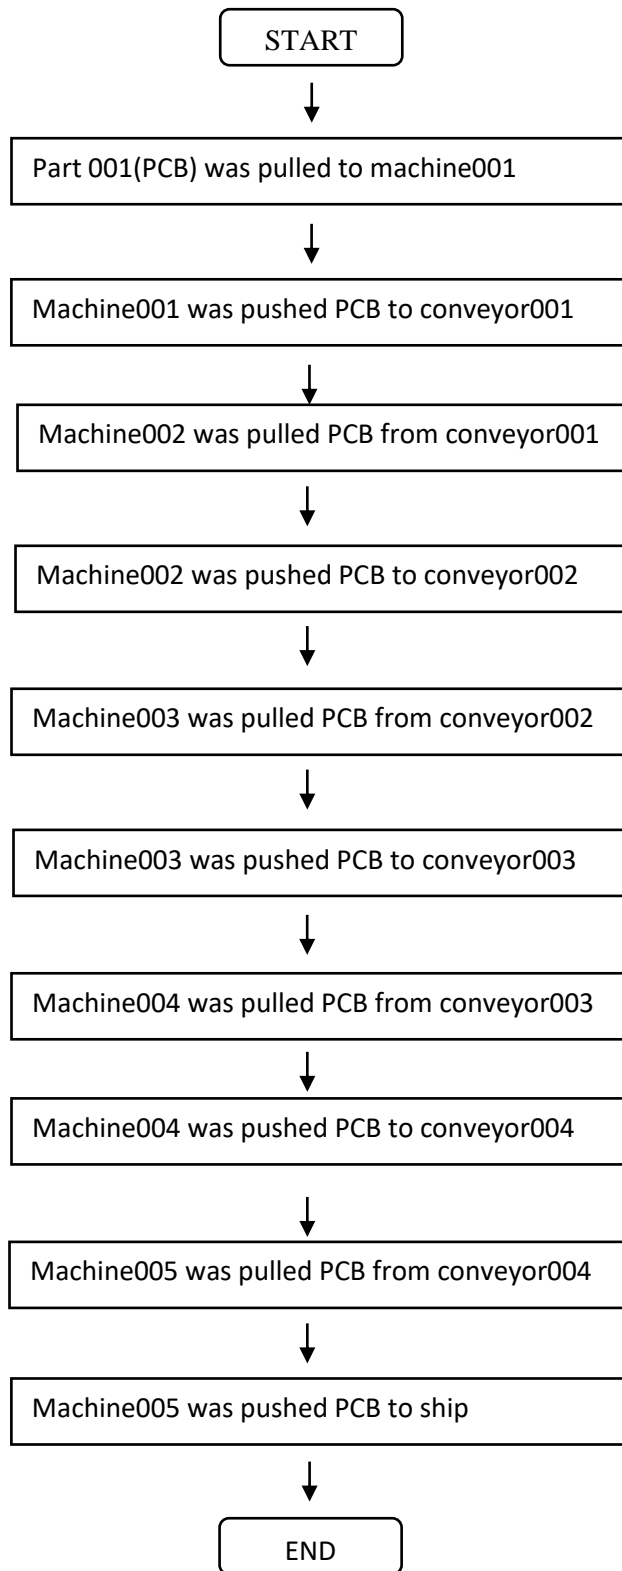 START
Part 001(PCB) was pulled to machine001
Machine001 was pushed PCB to conveyor001
Machine002 was pulled PCB from conveyor001
Machine002 was pushed PCB to conveyor002
Machine003 was pulled PCB from conveyor002
Machine003 was pushed PCB to conveyor003
Machine004 was pulled PCB from conveyor003
Machine004 was pushed PCB to conveyor004
Machine005 was pulled PCB from conveyor004
Machine005 was pushed PCB to ship
END